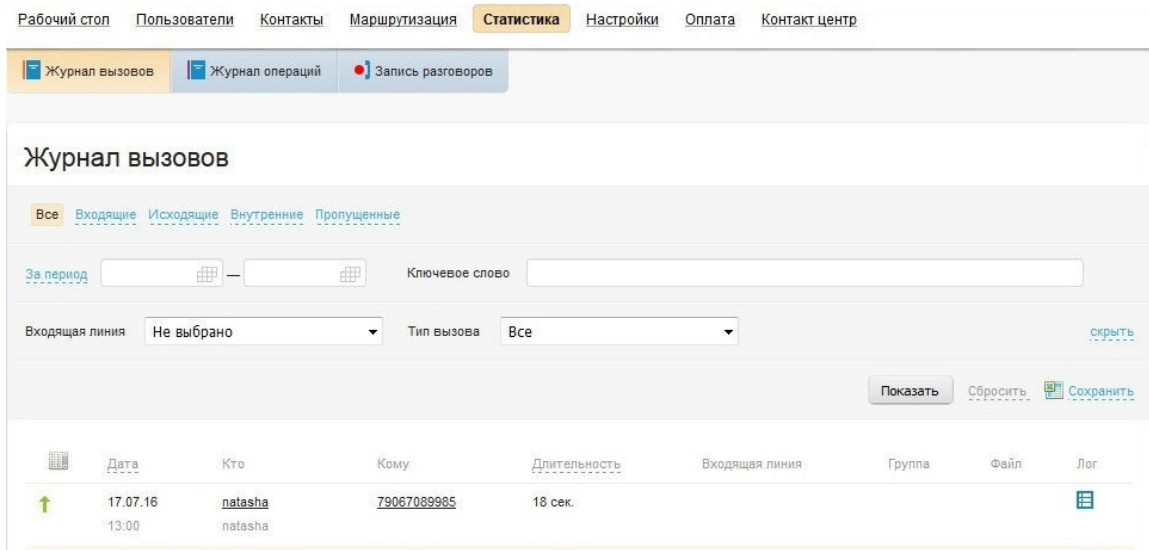 Рабочий стол Пользователи Контакты Маршрутизация Статистика Настройки Оплата Контакт центр
Журнал вызовов Журнал операций Запись разговоров
Журнал вызовов
Все Входящие Исходящие Внутренние Пропущенные
За период — Ключевое слово
Входящая линия Не выбрано Тип вызова Все скрыть
Показать Сбросить Сохранить
Дата Кто Кому Длительность Входящая линия Группа Файл Лог
17.07.16 natasha 79067089985 18 сек.
13:00 natasha